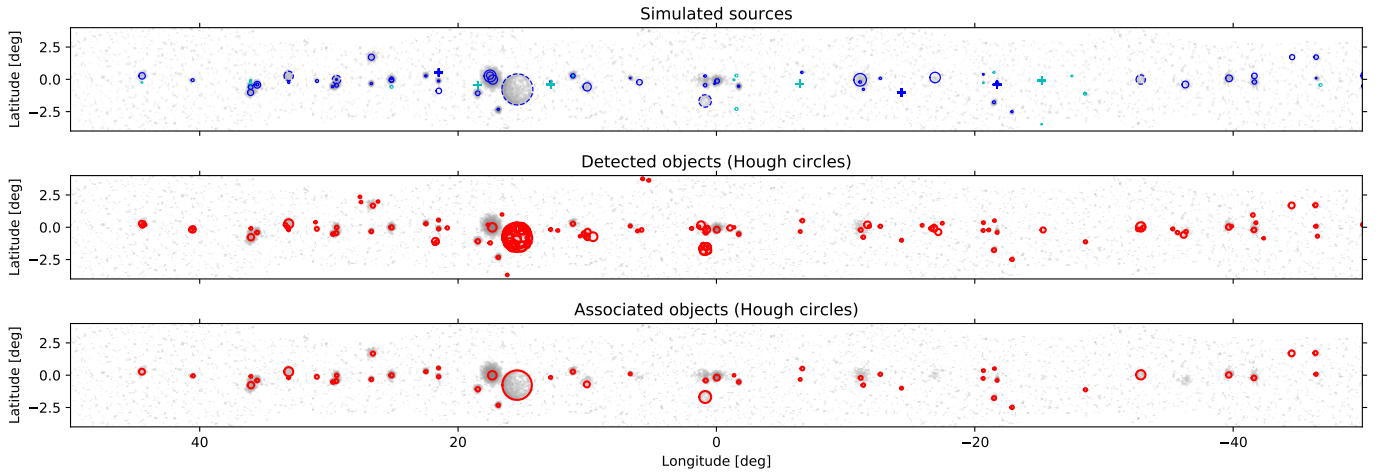 Simulated sources
2.5
0.0
−2.5
Latitude [deg]
Detected objects (Hough circles)
2.5
0.0
−2.5
Latitude [deg]
Associated objects (Hough circles)
2.5
0.0
−2.5
Latitude [deg]
40 20 0 −20 −40
Longitude [deg]